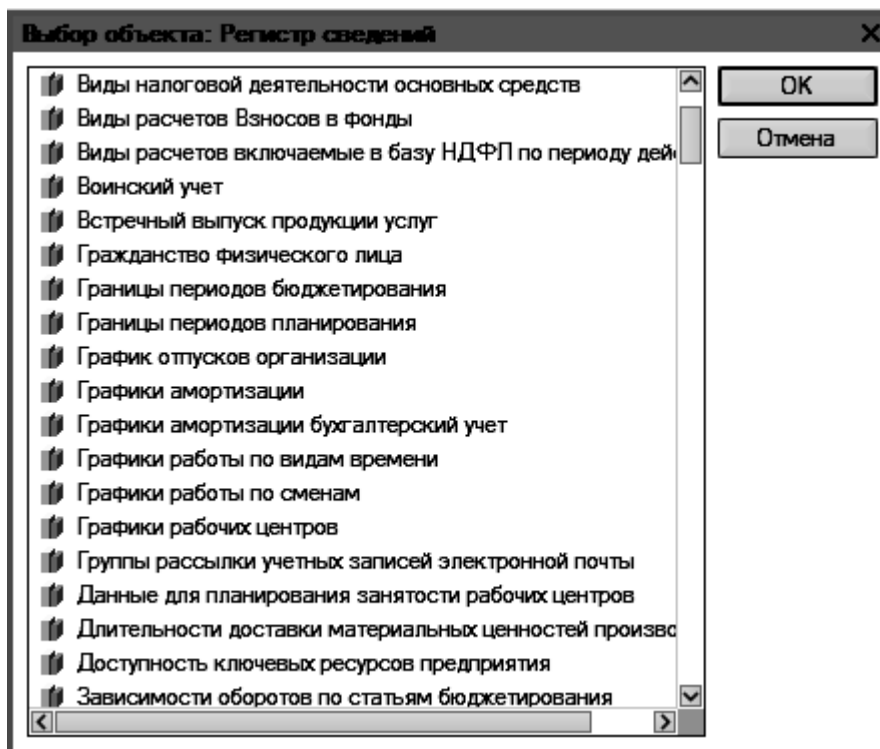 Выбор объекта: Регистр сведений
Виды налоговой деятельности основных средств
OK
Виды расчетов Взносов в фонды
Отмена
Виды расчетов включаемые в базу НДФЛ по периоду дей
Воинский учет
Встречный выпуск продукции услуг
Гражданство физического лица
Границы периодов бюджетирования
Границы периодов планирования
График отпусков организации
Графики амортизации
Графики амортизации бухгалтерский учет
Графики работы по видам времени
Графики работы по сменам
Графики рабочих центров
Группы рассылки учетных записей электронной почты
Данные для планирования занятости рабочих центров
Длительности доставки материальных ценностей произво
Доступность ключевых ресурсов предприятия
Зависимости оборотов по статьям бюджетирования